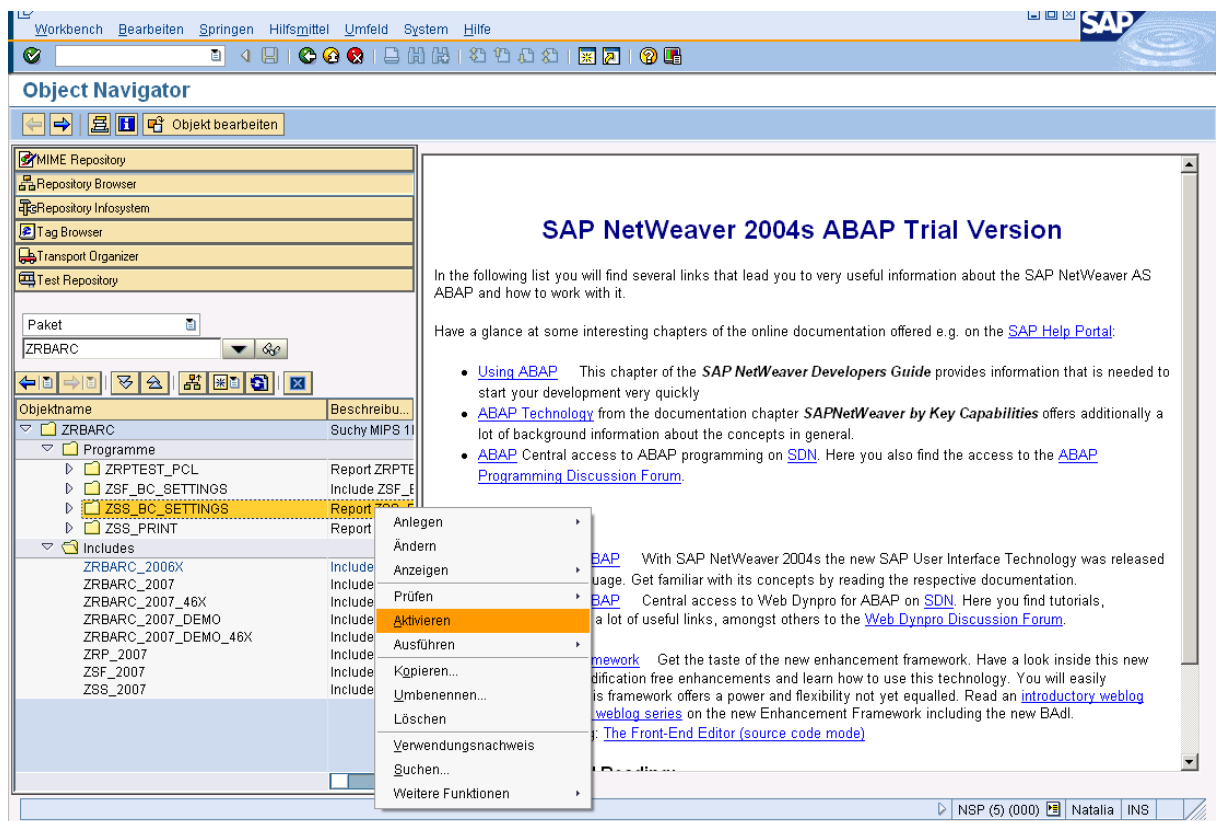 Workbench Bearbeiten Springen Hilfsmittel Umfeld System Hilfe
SAP
Object Navigator
Objekt bearbeiten
MIME Repository
Repository Browser
Repository Infosystem
Tag Browser
Transport Organizer
Test Repository
Paket
ZRBARC
Objektname Beschreibu...
ZRBARC Suchy MIPS 1
Programme
ZRPTEST_PCL Report ZRPTE
ZSF_BC_SETTINGS Include ZSF_E
ZSS_BC_SETTINGS Report
ZSS_PRINT Report
Includes
ZRBARC_2006X Include
ZRBARC_2007 Include
ZRBARC_2007_46X Include
ZRBARC_2007_DEMO Include
ZRBARC_2007_DEMO_46X Include
ZRP_2007 Include
ZSF_2007 Include
ZSS_2007 Include
Anlegen
Ändern
Anzeigen
Prüfen
Aktivieren
Ausführen
Kopieren...
Umbenennen...
Löschen
Verwendungsnachweis
Suchen...
Weitere Funktionen
SAP NetWeaver 2004s ABAP Trial Version
In the following list you will find several links that lead you to very useful information about the SAP NetWeaver AS
ABAP and how to work with it.
Have a glance at some interesting chapters of the online documentation offered e.g. on the SAP Help Portal:
Using ABAP This chapter of the SAP NetWeaver Developers Guide provides information that is needed to
start your development very quickly
ABAP Technology from the documentation chapter SAPNetWeaver by Key Capabilities offers additionally a
lot of background information about the concepts in general.
ABAP Central access to ABAP programming on SDN. Here you also find the access to the ABAP
Programming Discussion Forum.
BAP With SAP NetWeaver 2004s the new SAP User Interface Technology was released
uage. Get familiar with its concepts by reading the respective documentation.
BAP Central access to Web Dynpro for ABAP on SDN. Here you find tutorials,
a lot of useful links, amongst others to the Web Dynpro Discussion Forum.
mework Get the taste of the new enhancement framework. Have a look inside this new
dification free enhancements and learn how to use this technology. You will easily
is framework offers a power and flexibility not yet equalled. Read an introductory weblog
weblog series on the new Enhancement Framework including the new BAdI.
: The Front-End Editor (source code mode)
NSP (5) (000) Natalia INS